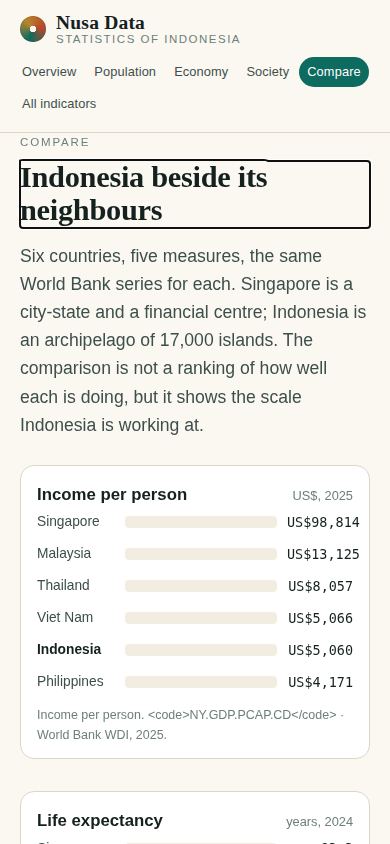 Nusa Data
STATISTICS OF INDONESIA
Overview Population Economy Society Compare
All indicators
COMPARE
Indonesia beside its
neighbours
Six countries, five measures, the same
World Bank series for each. Singapore is a
city-state and a financial centre; Indonesia is
an archipelago of 17,000 islands. The
comparison is not a ranking of how well
each is doing, but it shows the scale
Indonesia is working at.
Income per person US$, 2025
Singapore US$98,814
Malaysia US$13,125
Thailand US$8,057
Viet Nam US$5,066
Indonesia US$5,060
Philippines US$4,171
Income per person. <code>NY.GDP.PCAP.CD</code> ·
World Bank WDI, 2025.
Life expectancy years, 2024